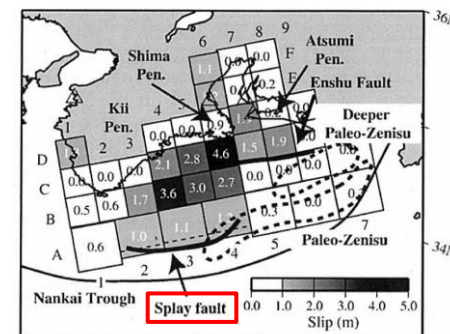 36
6 7 8 9
1.1 0.0 0.0 F
Atsumi
Pen.
Shima
Pen.
0.2 E
Enshu Fault
Kii
Pen.
4 5
0.0 0.0
1
2 3
Deeper
Paleo-Zenisu
D
0.0 0.0 0.0 2.1 2.8 4.6 1.5 1.9 0.0
C
0.5 0.6 1.7 3.6 3.0 2.7 0.0 0.0 0.0
B
0.6 1.0 1.1 0.3 0.0
A
5
7
Paleo-Zenisu
34
1 2 3 4
Nankai Trough
Splay fault
0.0 1.0 2.0 3.0 4.0 5.0
Slip (m)